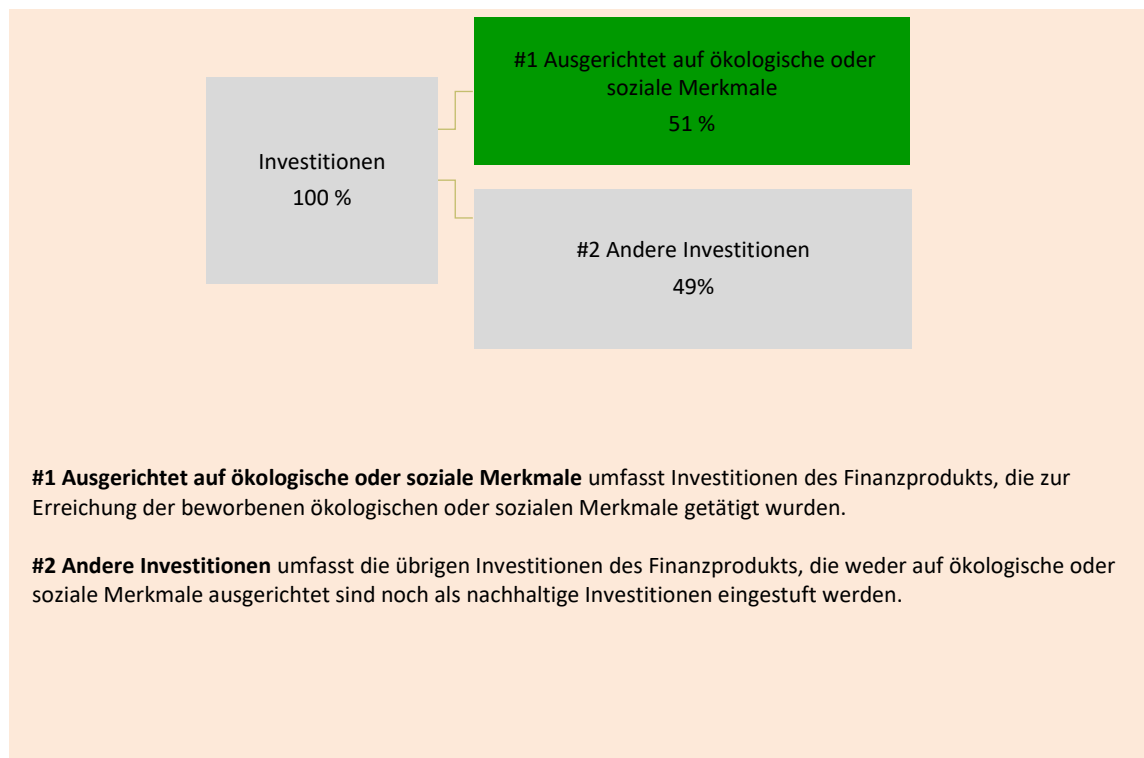 #1 Ausgerichtet auf ökologische oder
soziale Merkmale
51 %
Investitionen
100 %
#2 Andere Investitionen
49%
#1 Ausgerichtet auf ökologische oder soziale Merkmale umfasst Investitionen des Finanzprodukts, die zur
Erreichung der beworbenen ökologischen oder sozialen Merkmale getätigt wurden.
#2 Andere Investitionen umfasst die übrigen Investitionen des Finanzprodukts, die weder auf ökologische oder
soziale Merkmale ausgerichtet sind noch als nachhaltige Investitionen eingestuft werden.